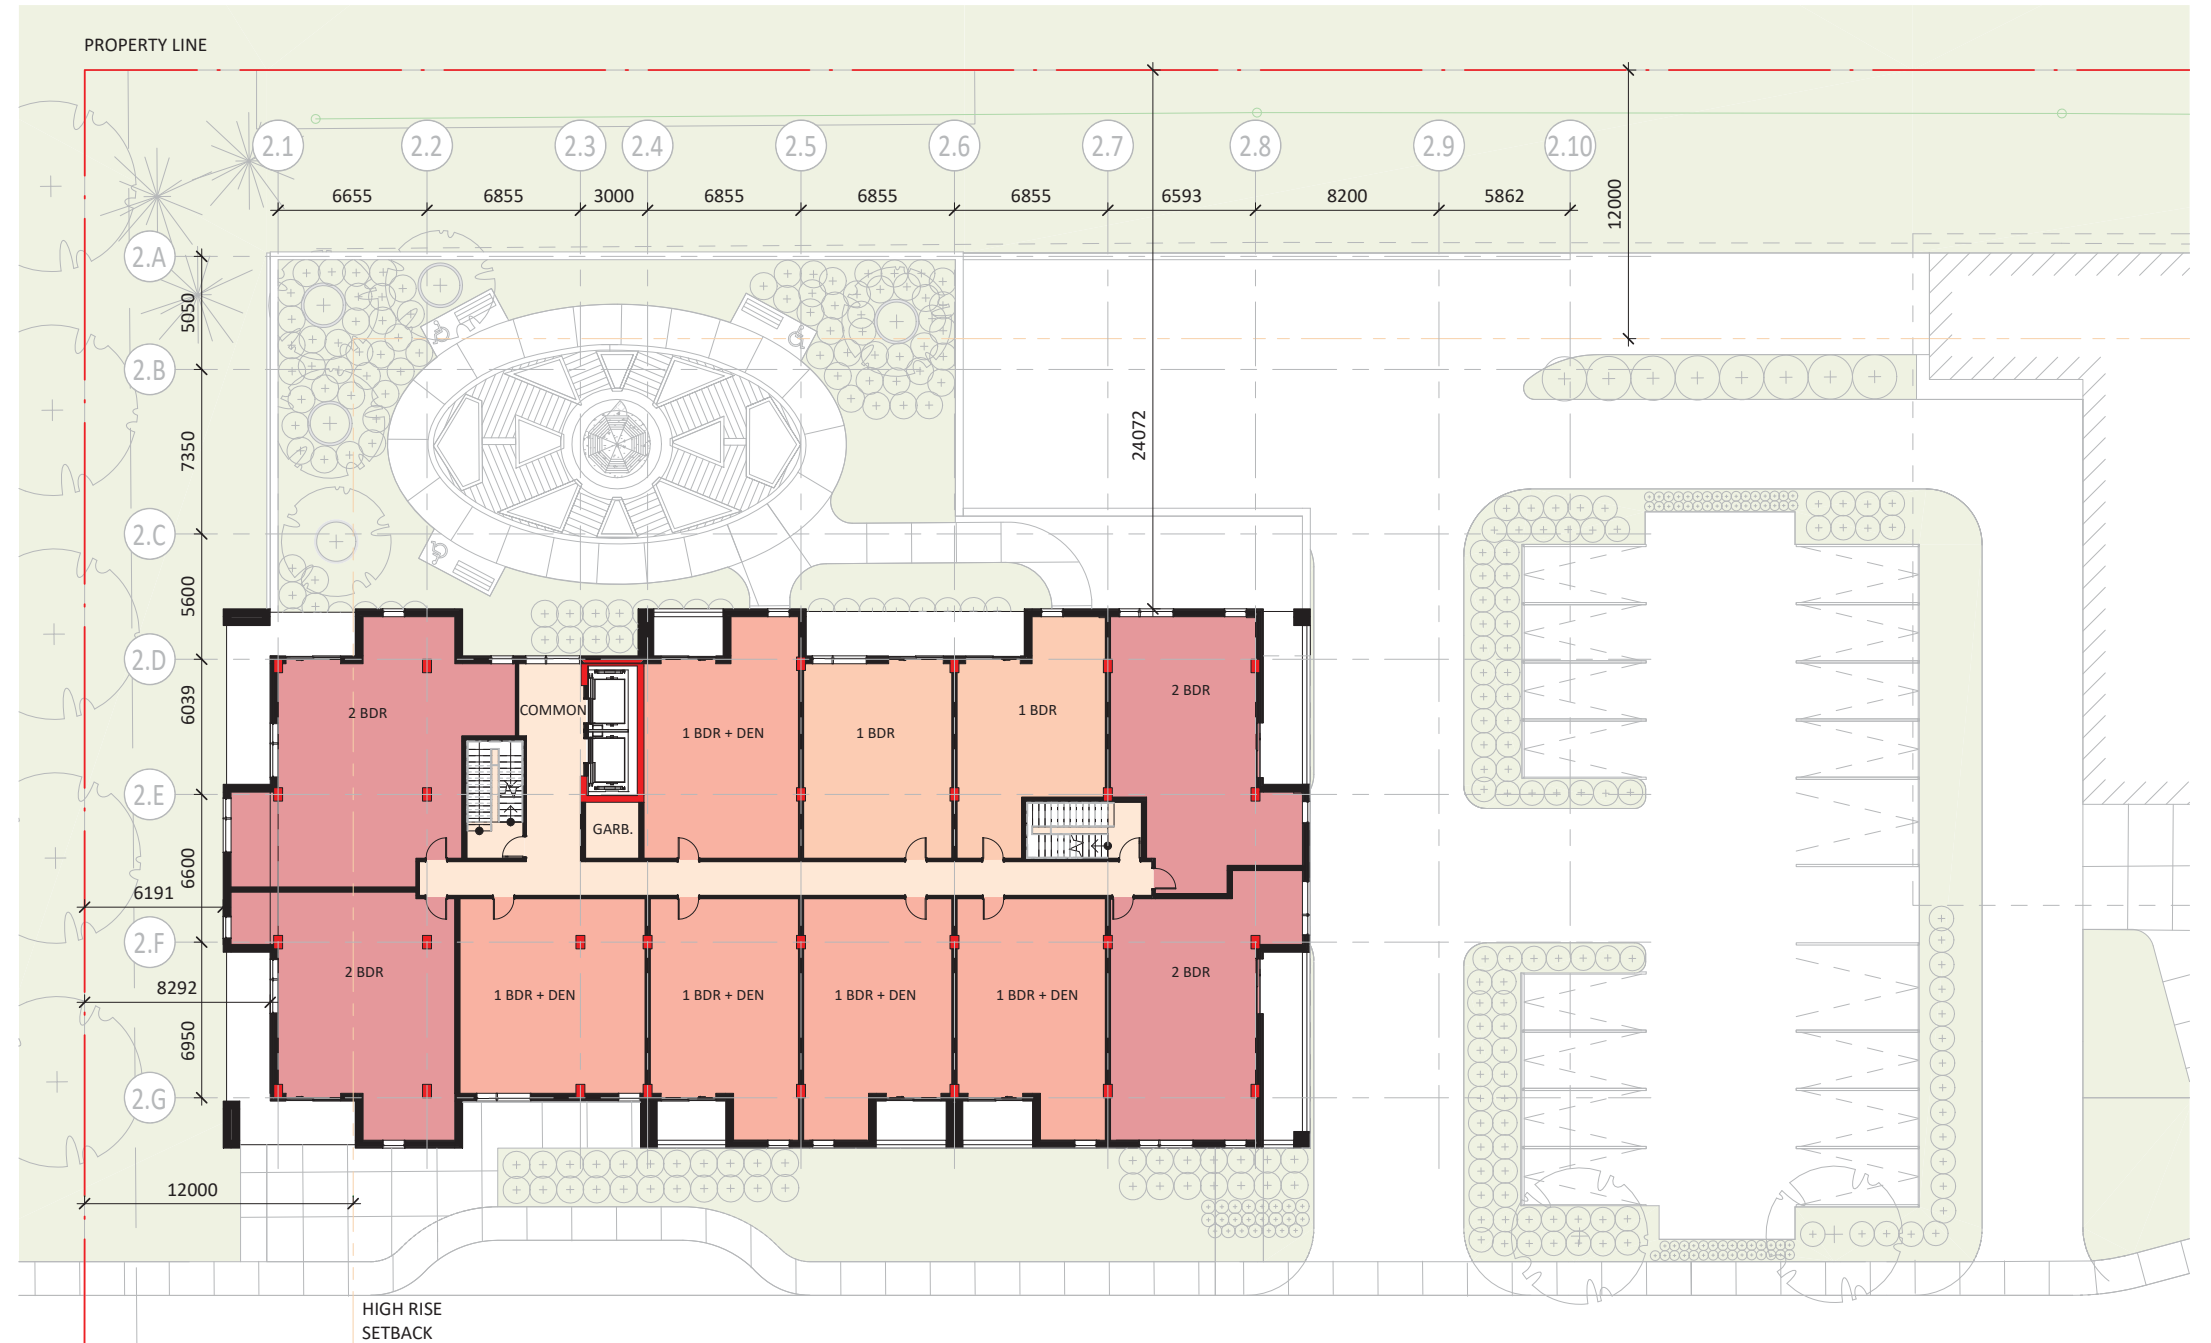 PROPERTY LINE
2.1 2.2 2.3 2.4 2.5 2.6 2.7 2.8 2.9 2.10
6655 6855 3000 6855 6855 6855 6593 8200 5862
12000
2.A
5050
2.B
24072
7350
2.C
5600
2.D
6039
2 BDR
2 BDR COMMON 1 BDR
1 BDR + DEN 1 BDR
2.E
GARB.
6600
6191
2.F
2 BDR 2 BDR
8292
1 BDR + DEN 1 BDR + DEN 1 BDR + DEN 1 BDR + DEN
6950
2.G
12000
HIGH RISE
SETBACK